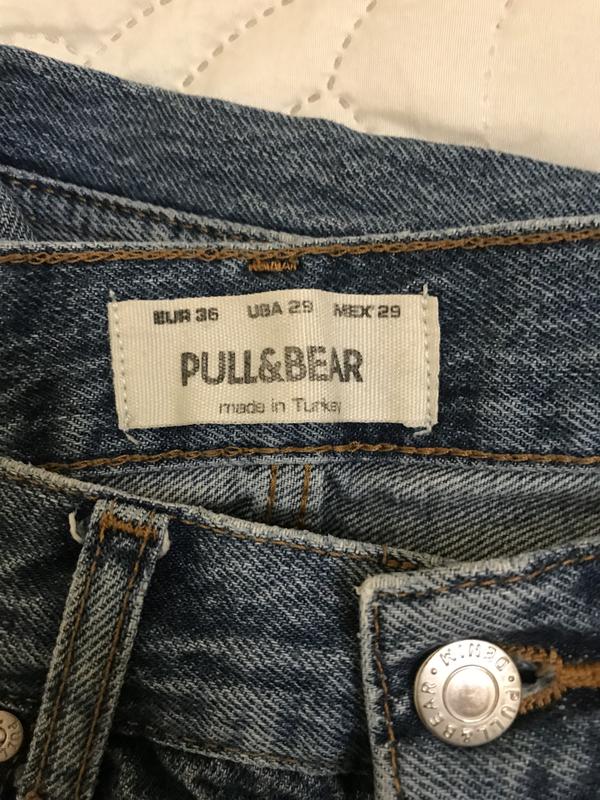 EUR 36 USA 29 MEX 29
PULL&BEAR
made in Turkey
PULL&BEAR